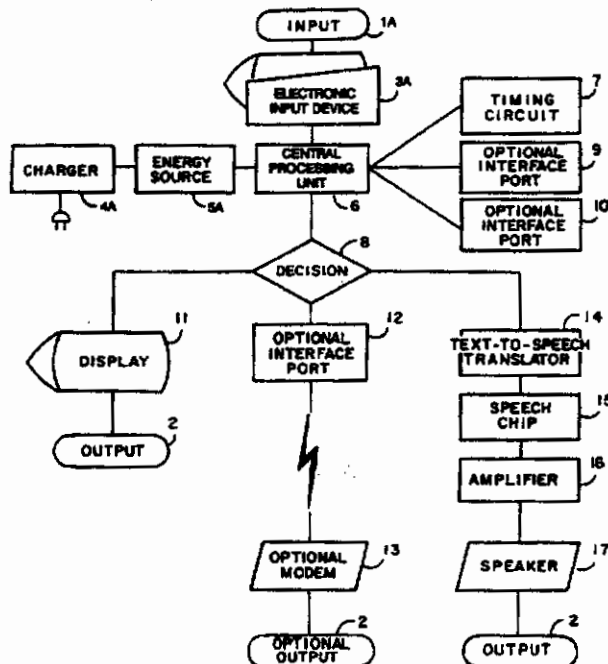 INPUT
1A
ELECTRONIC
INPUT DEVICE
3A
TIMING
CIRCUIT
7
CHARGER
4A
ENERGY
SOURCE
5A
CENTRAL
PROCESSING
UNIT
6
OPTIONAL
INTERFACE
PORT
9
OPTIONAL
INTERFACE
PORT
10
DECISION
8
DISPLAY
11
OUTPUT
2
OPTIONAL
INTERFACE
PORT
12
TEXT-TO-SPEECH
TRANSLATOR
14
SPEECH
CHIP
15
AMPLIFIER
16
OPTIONAL
MODEM
13
SPEAKER
17
OPTIONAL
OUTPUT
2
OUTPUT
2